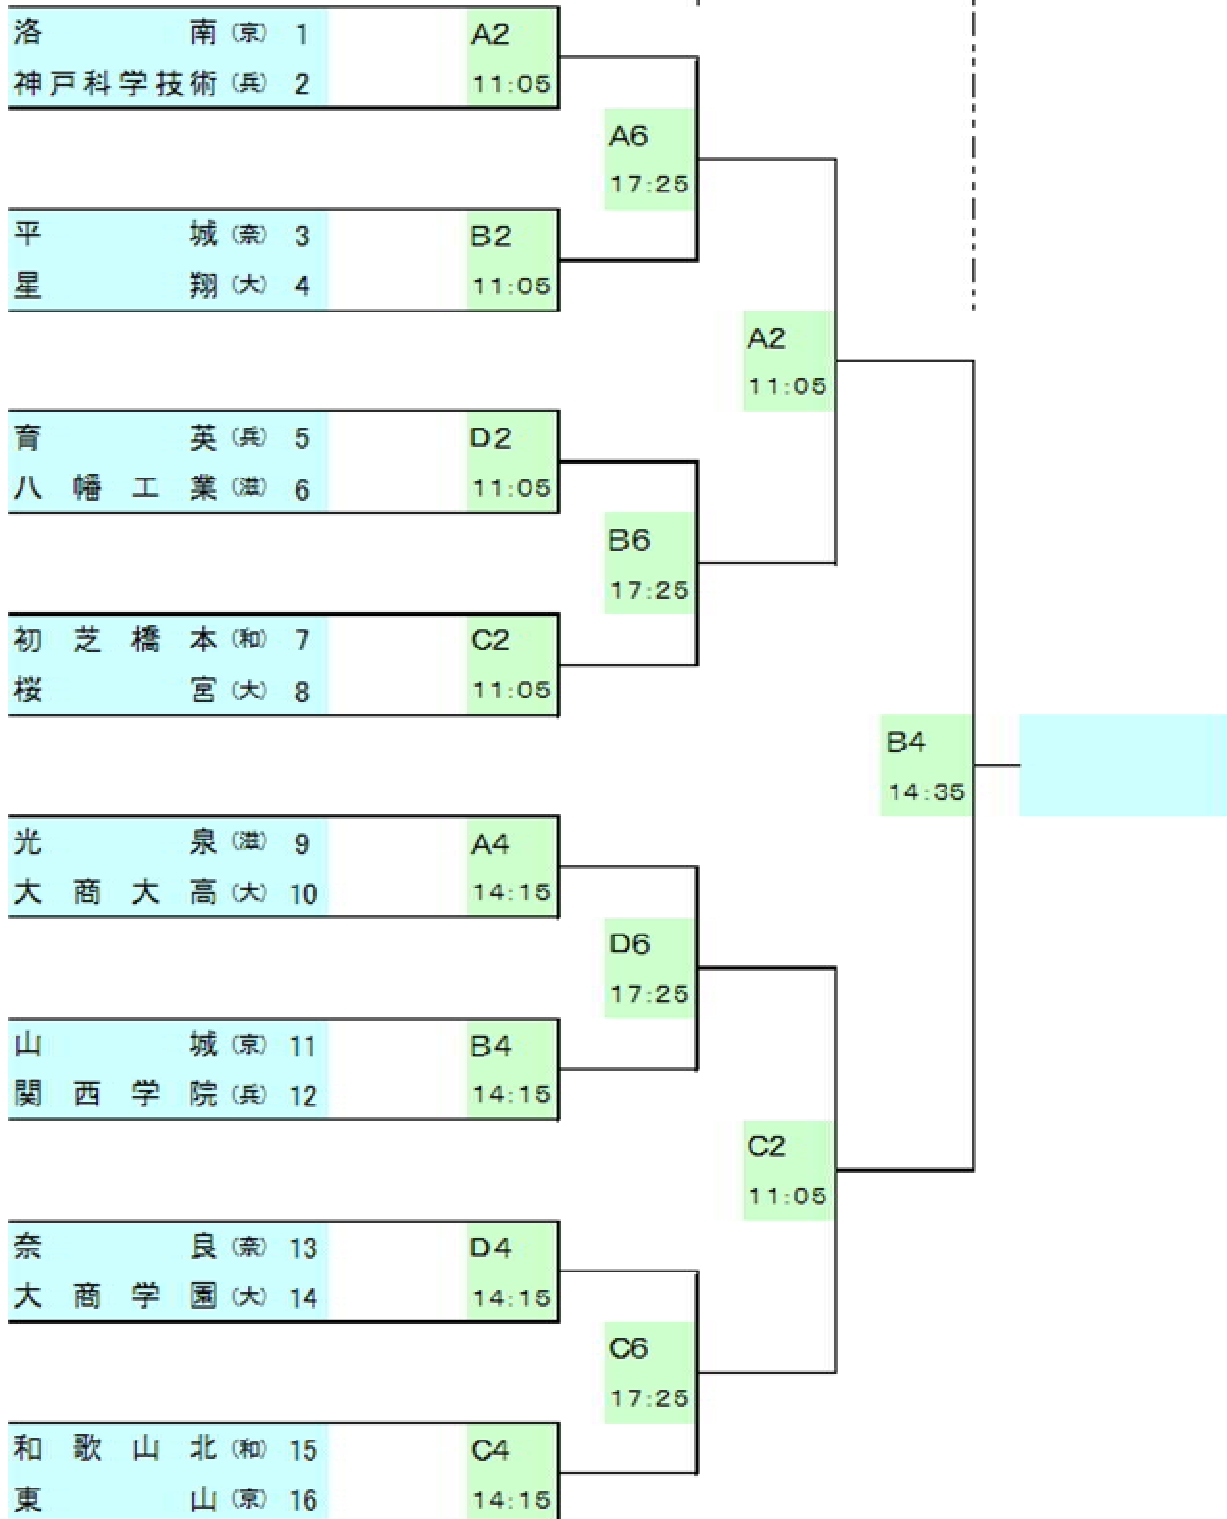 洛南(京) 1 A2
神戸科学技術(兵) 2 11:05
A6
17:25
平城(奈) 3 B2
星翔(大) 4 11:05
A2
11:05
育英(兵) 5 D2
八幡工業(滋) 6 11:05
B6
17:25
初芝橋本(和) 7 C2
桜宮(大) 8 11:05
B4
14:35
光泉(滋) 9 A4
大商大高(大) 10 14:15
D6
17:25
山城(京) 11 B4
関西学院(兵) 12 14:15
C2
11:05
奈良(奈) 13 D4
大商学園(大) 14 14:15
C6
17:25
和歌山北(和) 15 C4
東山(京) 16 14:15